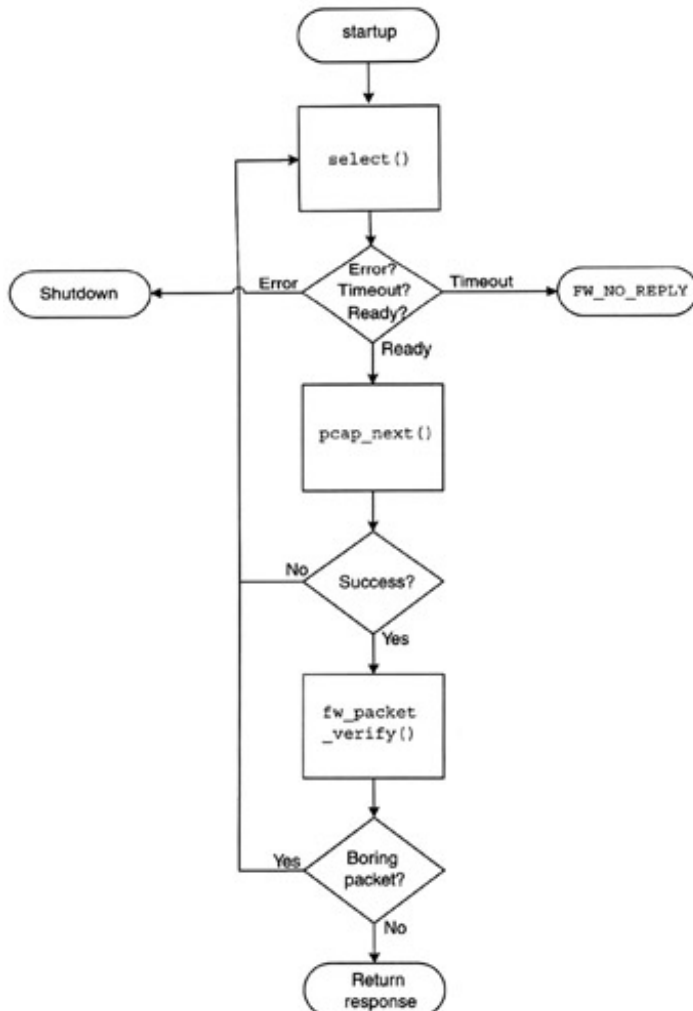 startup
select()
Error?
Timeout?
Ready?
Error
Timeout
Shutdown
FW_NO_REPLY
Ready
pcap_next()
No
Success?
Yes
fw_packet
_verify()
Yes
Boring
packet?
No
Return
response